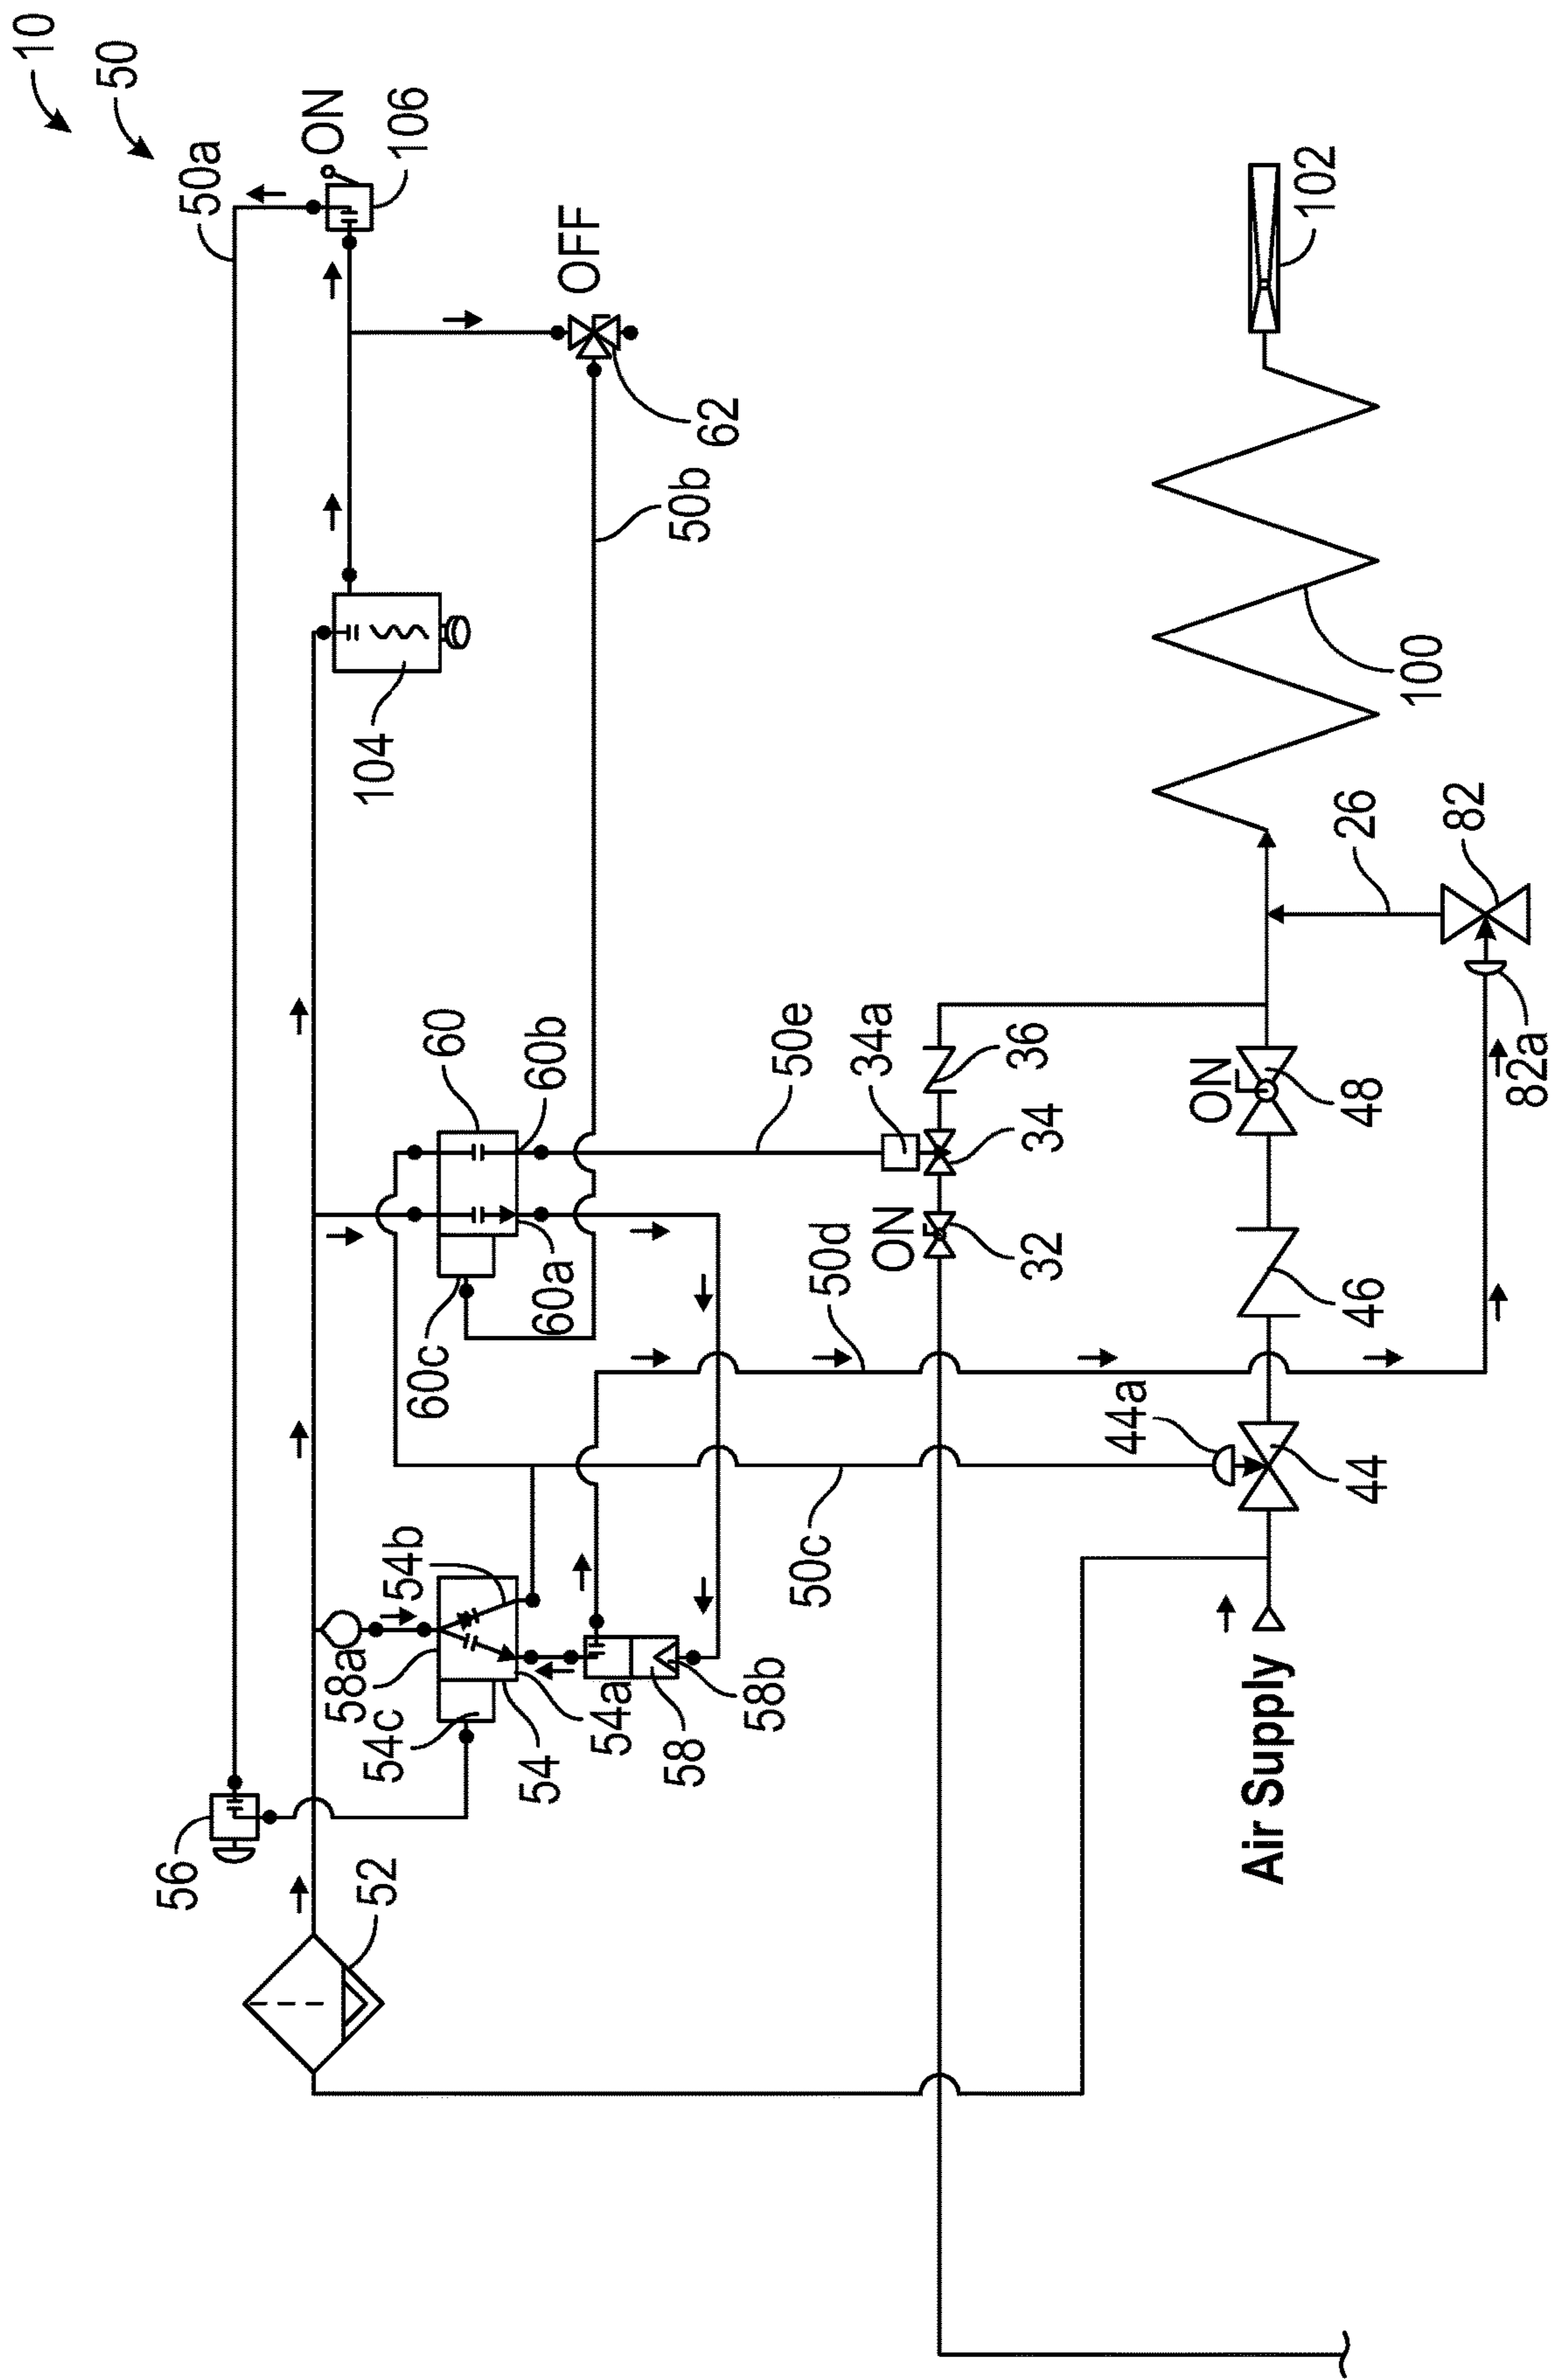 10
50
50a
ON
106
OFF
62
50b
104
102
100
26
82
82a
60
60b
60a
60c
50e
34a
36
34
ON
32
50d
ON
48
46
44a
44
50c
54b
58a
54c
54
54a
58
58b
56
52
Air Supply